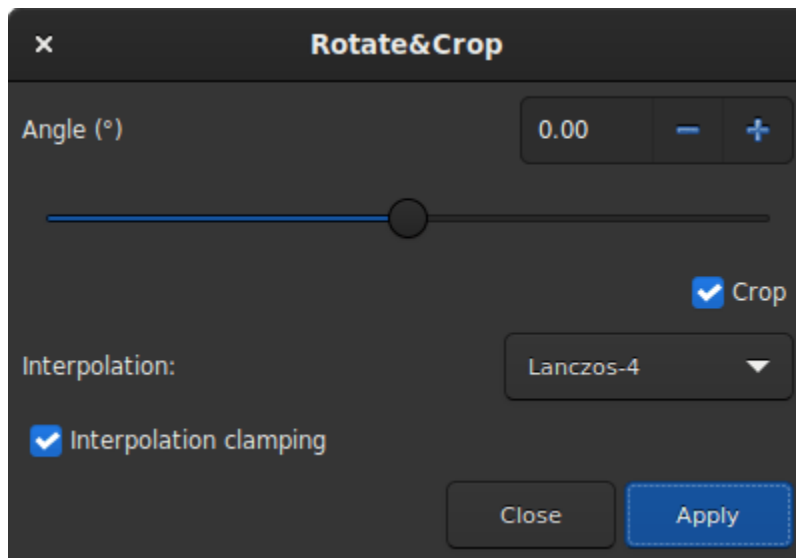 Rotate&Crop
Angle (°) 0.00
Crop
Interpolation: Lanczos-4
Interpolation clamping
Close Apply